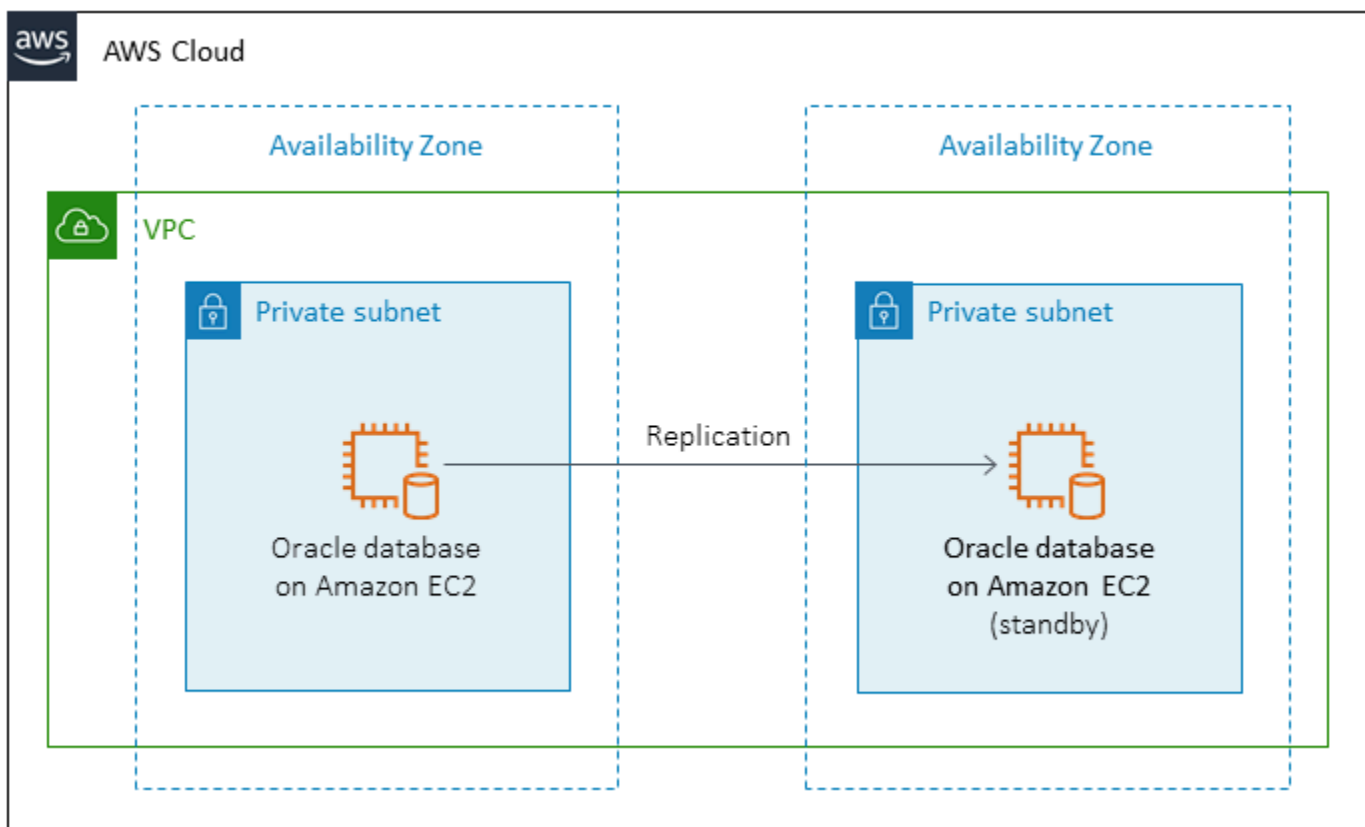 aws
AWS Cloud
Availability Zone
Availability Zone
VPC
Private subnet
Private subnet
Replication
Oracle database
on Amazon EC2
Oracle database
on Amazon EC2
(standby)